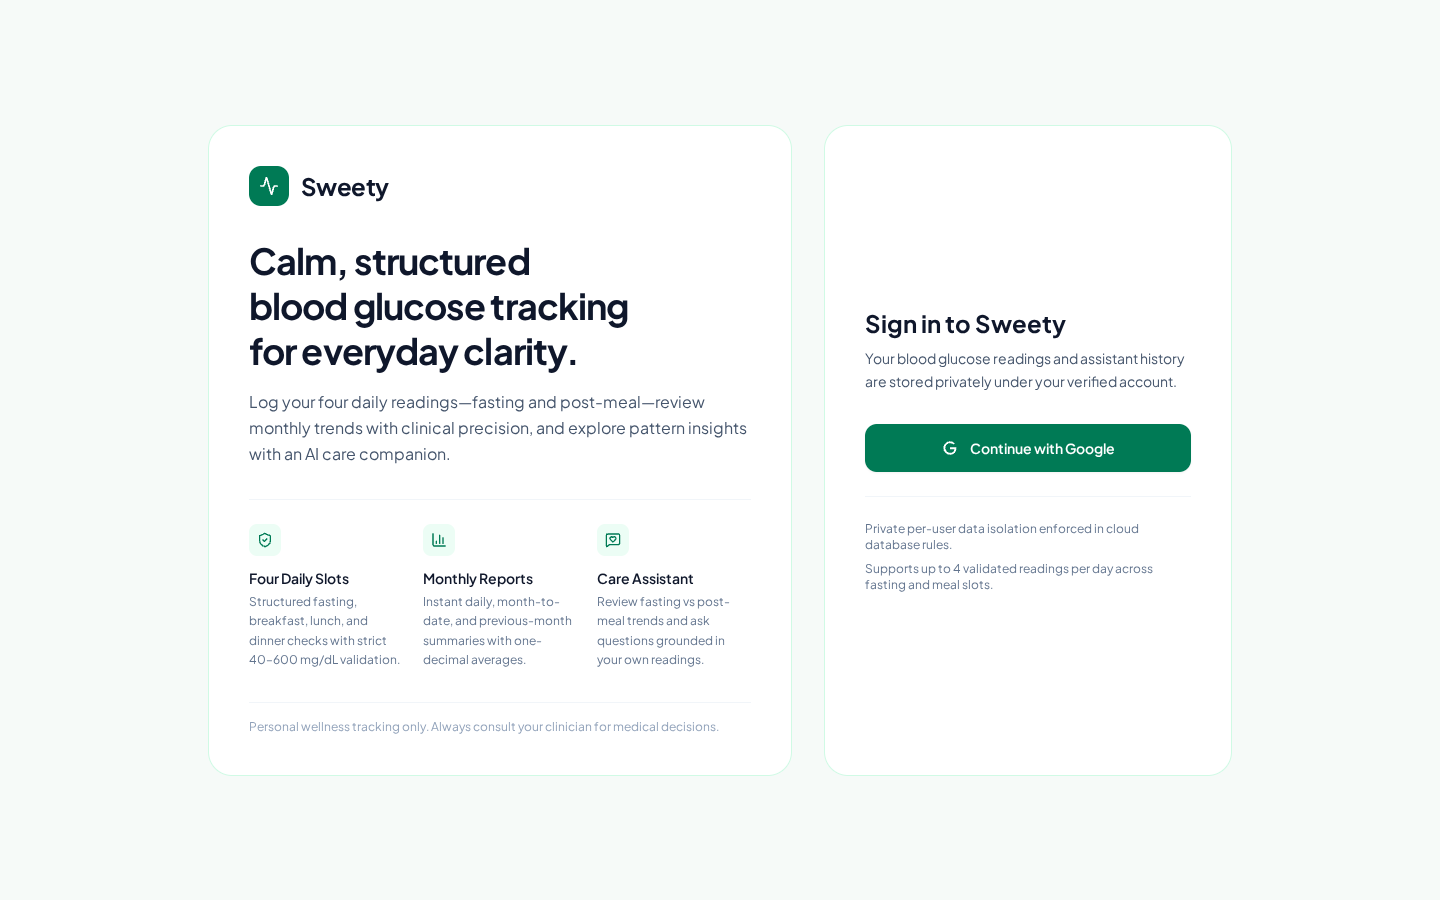 Sweety
Calm, structured
blood glucose tracking
for everyday clarity.
Log your four daily readings—fasting and post-meal—review
monthly trends with clinical precision, and explore pattern insights
with an AI care companion.
Four Daily Slots
Structured fasting,
breakfast, lunch, and
dinner checks with strict
40–600 mg/dL validation.
Monthly Reports
Instant daily, month-to-
date, and previous-month
summaries with one-
decimal averages.
Care Assistant
Review fasting vs post-
meal trends and ask
questions grounded in
your own readings.
Personal wellness tracking only. Always consult your clinician for medical decisions.
Sign in to Sweety
Your blood glucose readings and assistant history
are stored privately under your verified account.
Continue with Google
Private per-user data isolation enforced in cloud
database rules.
Supports up to 4 validated readings per day across
fasting and meal slots.